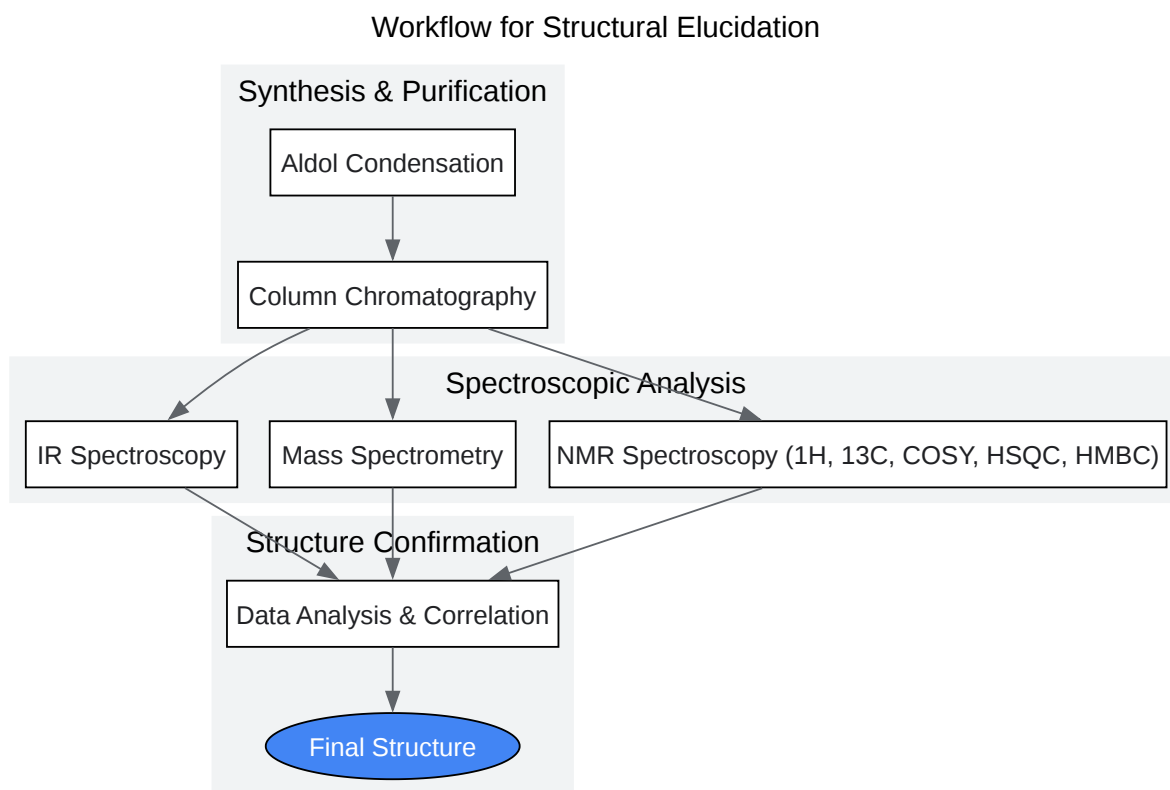 Workflow for Structural Elucidation
Synthesis & Purification
Aldol Condensation
Column Chromatography
Spectroscopic Analysis
IR Spectroscopy
Mass Spectrometry
NMR Spectroscopy (1H, 13C, COSY, HSQC, HMBC)
Structure Confirmation
Data Analysis & Correlation
Final Structure